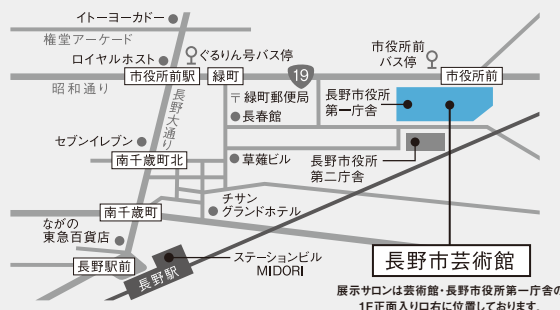 イトーヨーカドー
権堂アーケード
ロイヤルホスト
ぐるりん号バス停
市役所前
バス停
市役所前駅
緑町
19
市役所前
昭和通り
長野大通り
〒緑町郵便局
長春館
長野市役所
第一庁舎
セブンイレブン
南千歳町北
草薙ビル
長野市役所
第二庁舎
チサン
グランドホテル
南千歳町
ながの
東急百貨店
長野駅前
長野駅
ステーションビル
MIDORI
長野市芸術館
展示サロンは芸術館・長野市役所第一庁舎の
1F正面入り口右に位置しております。